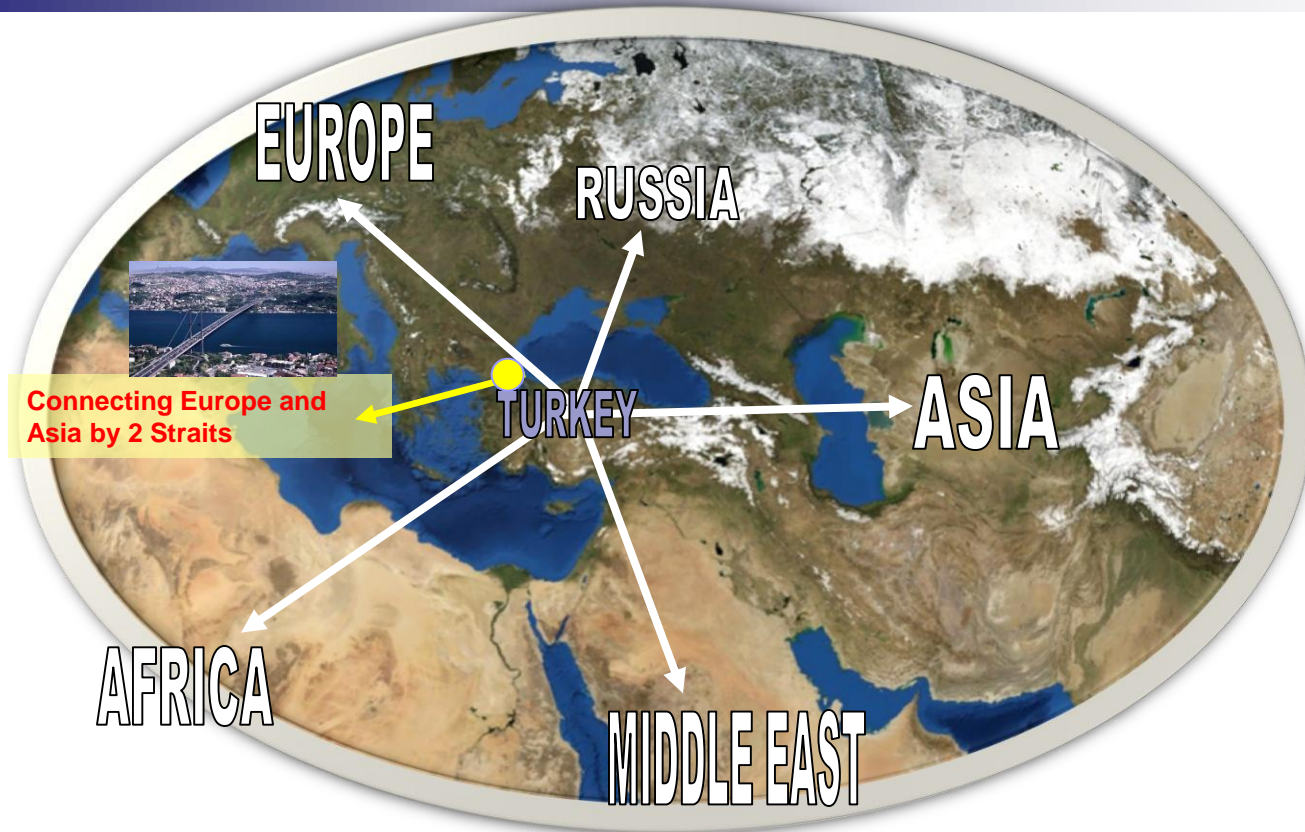 EUROPE
RUSSIA
Connecting Europe and
Asia by 2 Straits
TURKEY
ASIA
AFRICA
MIDDLE EAST